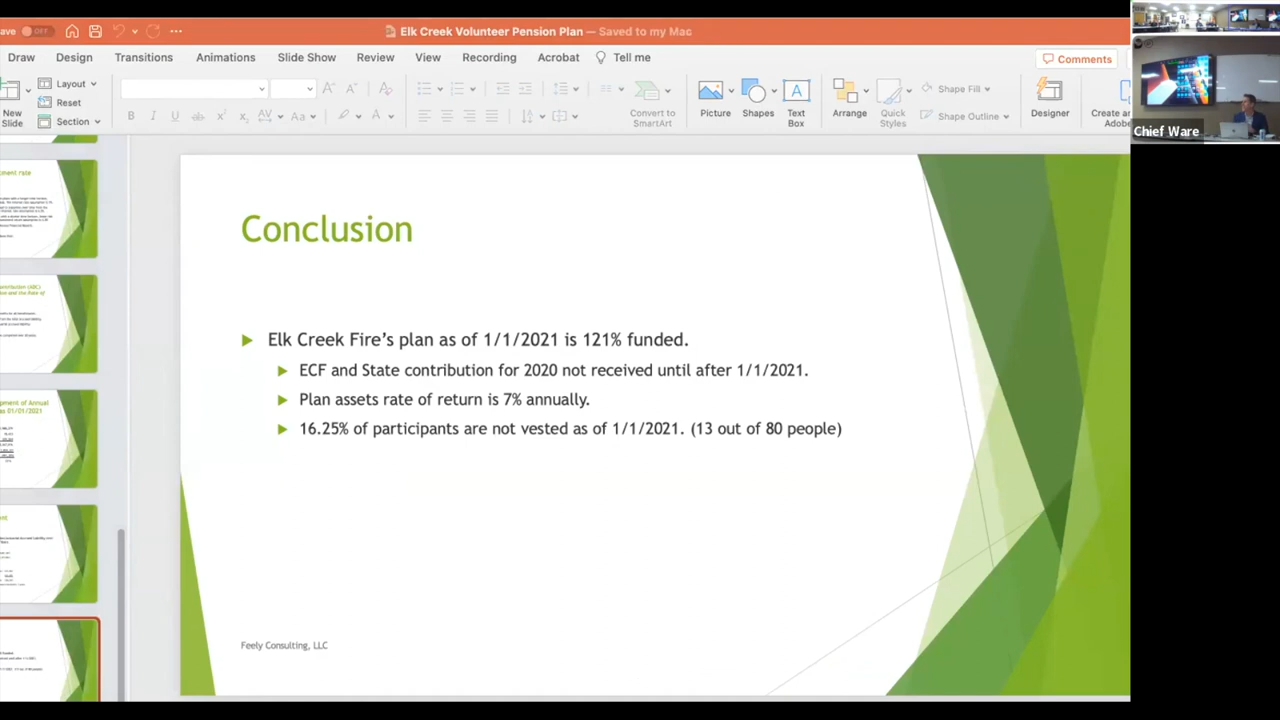 ave OFF
Elk Creek Volunteer Pension Plan — Saved to my Mac
Draw Design Transitions Animations Slide Show Review View Recording Acrobat Tell me
Comments
New Slide
Layout
Reset
Section
Convert to SmartArt
Picture
Shapes
Text Box
Arrange
Quick Styles
Shape Fill
Shape Outline
Designer
Create an
Adobe
Chief Ware
Conclusion
Elk Creek Fire's plan as of 1/1/2021 is 121% funded.
ECF and State contribution for 2020 not received until after 1/1/2021.
Plan assets rate of return is 7% annually.
16.25% of participants are not vested as of 1/1/2021. (13 out of 80 people)
Feely Consulting, LLC